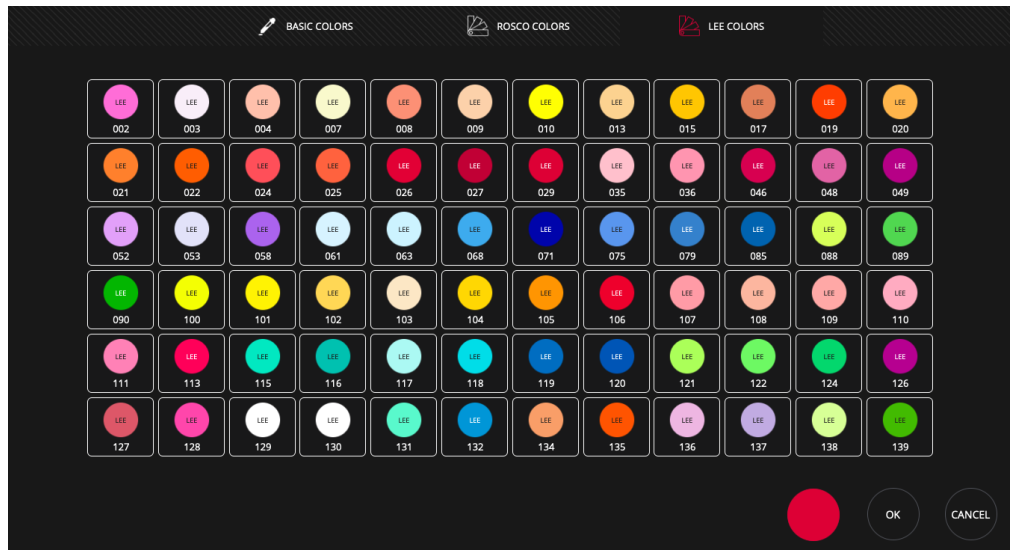 BASIC COLORS ROSCO COLORS LEE COLORS
LEE LEE LEE LEE LEE LEE LEE LEE LEE LEE LEE LEE
002 003 004 007 008 009 010 013 015 017 019 020
LEE LEE LEE LEE LEE LEE LEE LEE LEE LEE LEE LEE
021 022 024 025 026 027 029 035 036 046 048 049
LEE LEE LEE LEE LEE LEE LEE LEE LEE LEE LEE LEE
052 053 058 061 063 068 071 075 079 085 088 089
LEE LEE LEE LEE LEE LEE LEE LEE LEE LEE LEE LEE
090 100 101 102 103 104 105 106 107 108 109 110
LEE LEE LEE LEE LEE LEE LEE LEE LEE LEE LEE LEE
111 113 115 116 117 118 119 120 121 122 124 126
LEE LEE LEE LEE LEE LEE LEE LEE LEE LEE LEE LEE
127 128 129 130 131 132 134 135 136 137 138 139
OK CANCEL